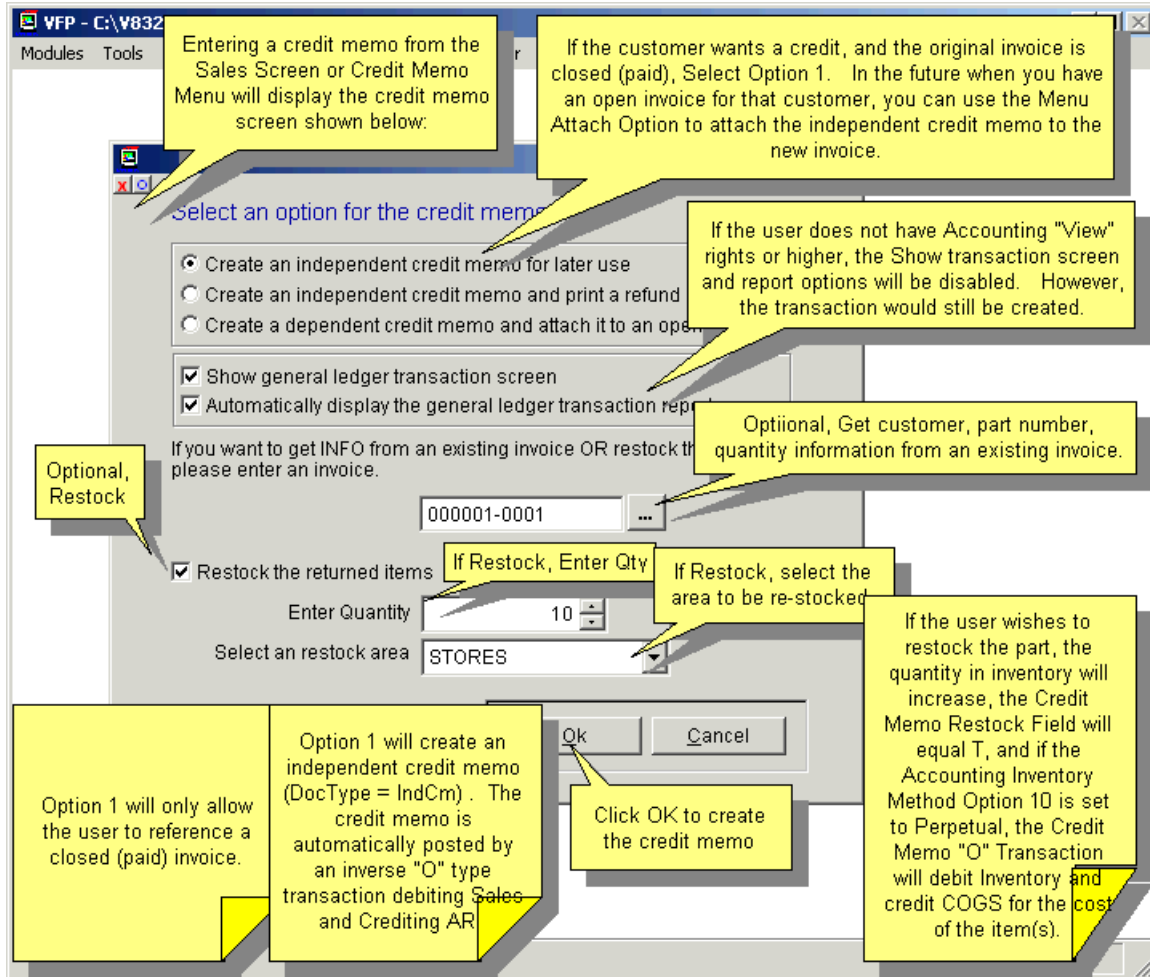 VFP - C:\V832
Modules Tools
r
Entering a credit memo from the
Sales Screen or Credit Memo
Menu will display the credit memo
screen shown below:
If the customer wants a credit, and the original invoice is
closed (paid), Select Option 1. In the future when you have
an open invoice for that customer, you can use the Menu
Attach Option to attach the independent credit memo to the
new invoice.
Select an option for the credit memo
If the user does not have Accounting "View"
rights or higher, the Show transaction screen
and report options will be disabled. However,
the transaction would still be created.
Create an independent credit memo for later use
Create an independent credit memo and print a refund
Create a dependent credit memo and attach it to an open
Show general ledger transaction screen
Automatically display the general ledger transaction report
Optiional, Get customer, part number,
quantity information from an existing invoice.
If you want to get INFO from an existing invoice OR restock th
please enter an invoice.
Optional,
Restock
000001-0001
...
Restock the returned items
If Restock, Enter Qty
If Restock, select the
area to be re-stocked
Enter Quantity
10
Select an restock area
STORES
If the user wishes to
restock the part, the
quantity in inventory will
increase, the Credit
Memo Restock Field will
equal T, and if the
Accounting Inventory
Method Option 10 is set
to Perpetual, the Credit
Memo "O" Transaction
will debit Inventory and
credit COGS for the cost
of the item(s).
Ok
Cancel
Option 1 will only allow
the user to reference a
closed (paid) invoice.
Option 1 will create an
independent credit memo
(DocType = IndCm) . The
credit memo is
automatically posted by
an inverse "O" type
transaction debiting Sales
and Crediting AR
Click OK to create
the credit memo